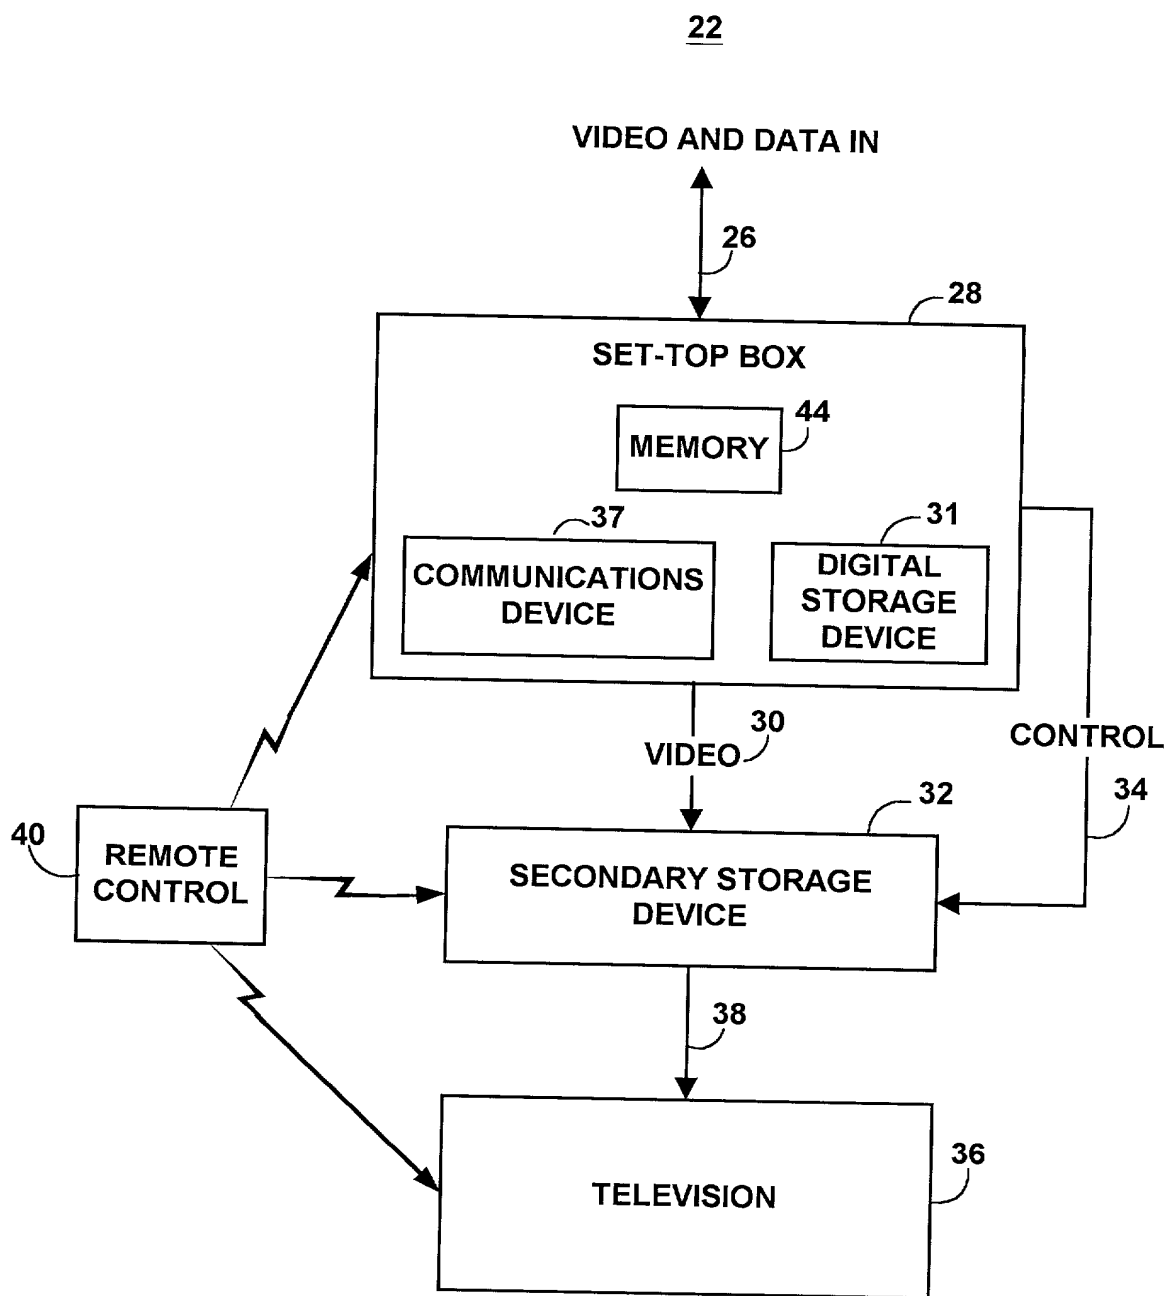 22
VIDEO AND DATA IN
26
28
SET-TOP BOX
44
MEMORY
37
31
COMMUNICATIONS
DEVICE
DIGITAL
STORAGE
DEVICE
30
VIDEO
CONTROL
34
32
40
REMOTE
CONTROL
SECONDARY STORAGE
DEVICE
38
36
TELEVISION